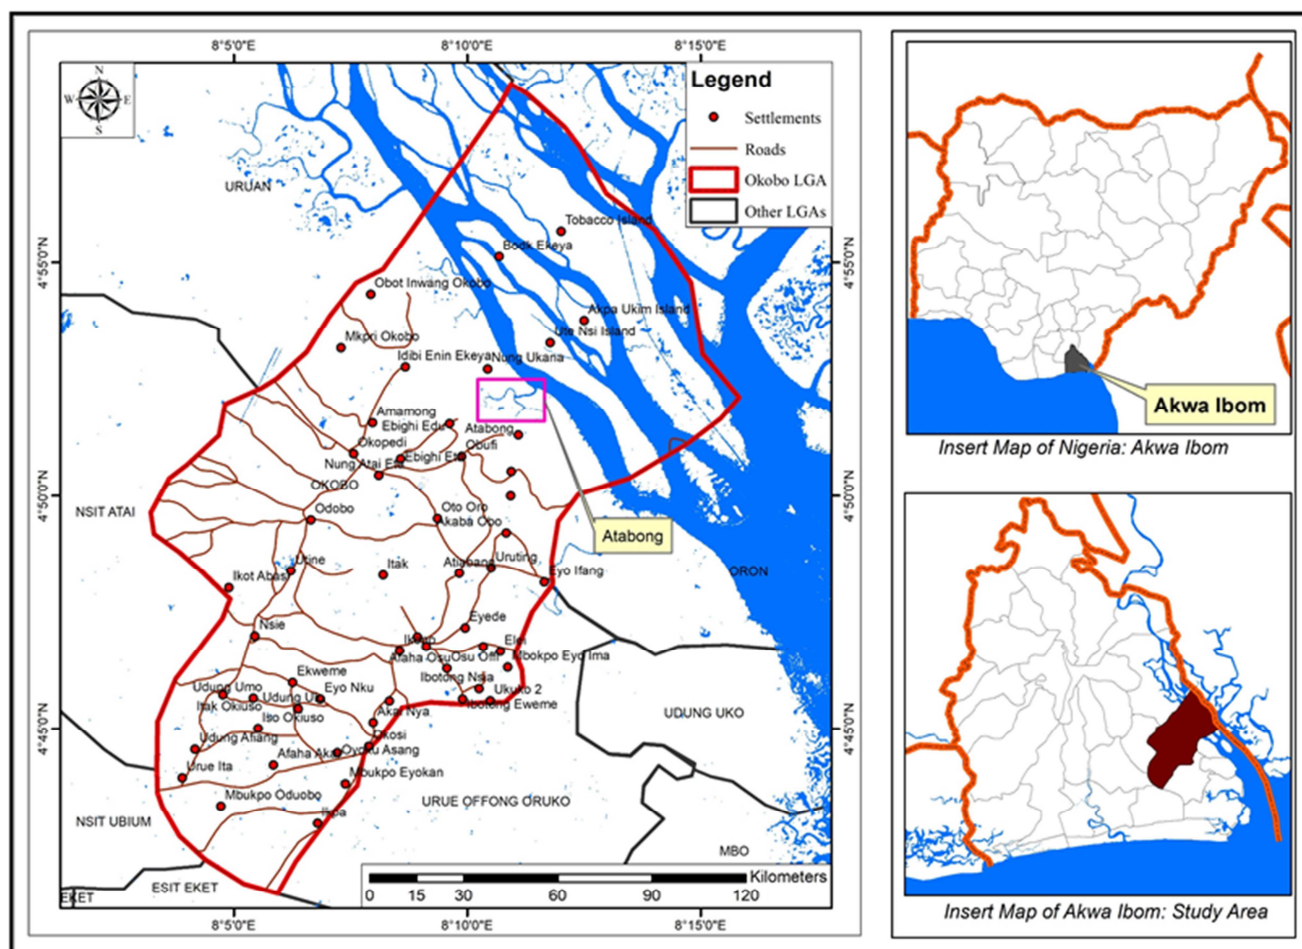 8°5'0"E
8°10'0"E
8°15'0"E
N
W
E
S
Legend
Settlements
Roads
Okobo LGA
Other LGAs
URUAN
Tobacco Island
Bodk Ekeya
4°55'0"N
4°55'0"N
Obot Inwang Okobo
Akpa Ukim Island
Ute Nsi Island
Mkpri Okobo
Idibi Enin Ekeya
Nung Ukana
Amamong
Ebighi Edu
Atabong
Okopedi
Obufi
Nung Atai Eta
Ebighi Eta
OKOBO
4°50'0"N
4°50'0"N
NSIT ATAI
Odobo
Oto Oro
Akaba Obo
Atabong
Utine
Itak
Atiabang
Uruting
Eyo Ifang
ORON
Ikot Abasi
Nsie
Eyede
Afaha Osu
Osu Offi
Mbokpo Eyo Ima
Ekweme
Ibotong Nsia
Udung Umo
Eyo Nku
Ukuko 2
Itak Okiuso
Ibotong Eweme
Iso Okiuso
Akai Nya
UDUNG UKO
4°45'0"N
4°45'0"N
Udung Afiang
Okosi
Afaha Akai
Oyoku Asang
Urue Ita
Mbukpo Eyokan
Mbukpo Oduobo
URUE OFFONG ORUKO
NSIT UBIUM
MBO
ESIT EKET
EKET
Kilometers
0 15 30 60 90 120
8°5'0"E
8°10'0"E
8°15'0"E
Akwa Ibom
Insert Map of Nigeria: Akwa Ibom
Insert Map of Akwa Ibom: Study Area